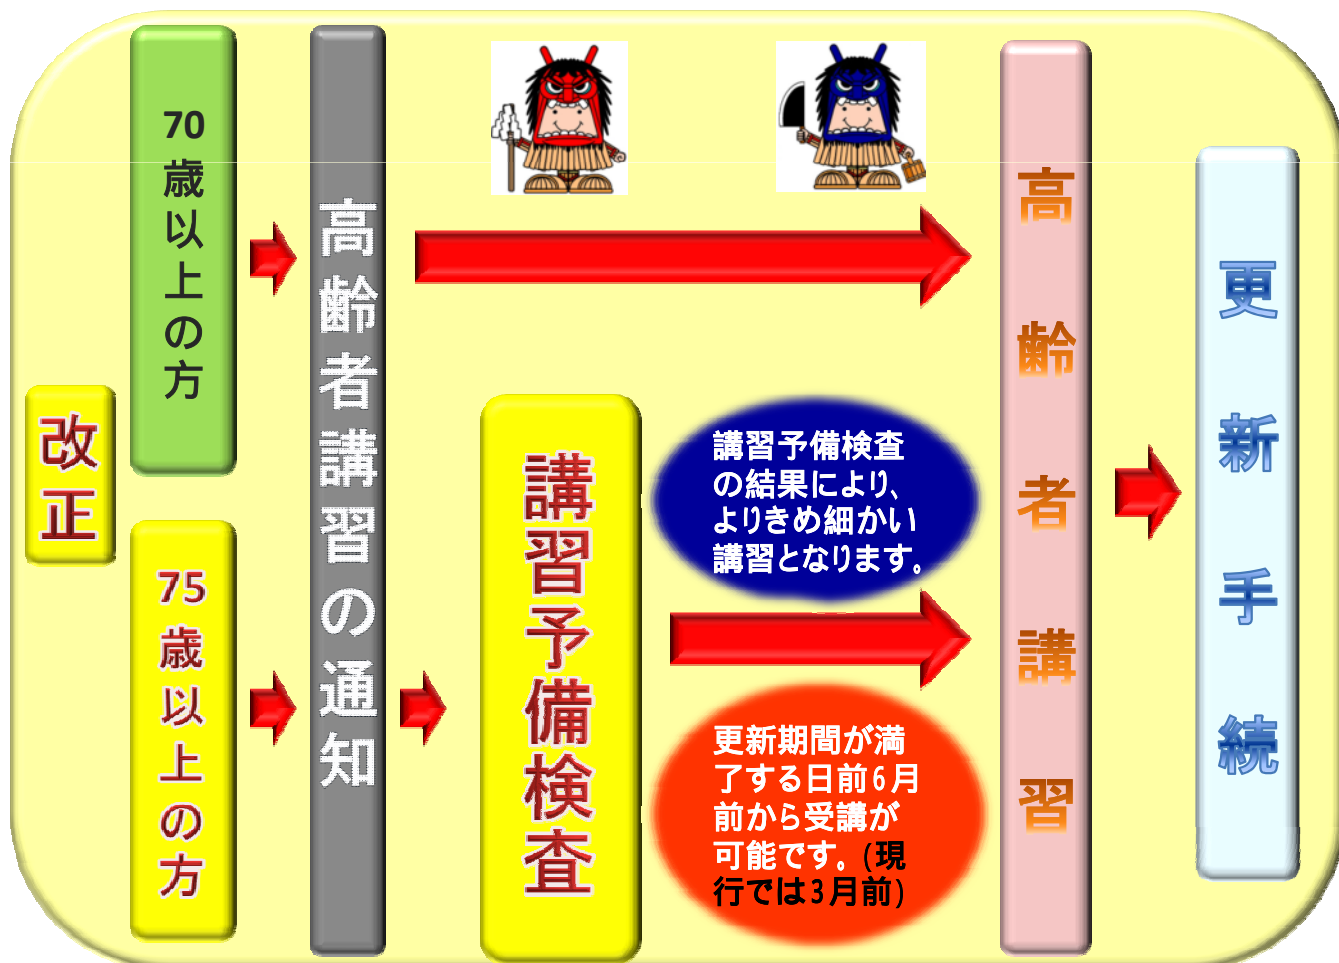 改正
70歳以上の方
75歳以上の方
高齢者講習の通知
講習予備検査
講習予備検査
の結果により、
よりきめ細かい
講習となります。
更新期間が満
了する日前6月
前から受講が
可能です。(現
行では3月前)
高齢者講習
更新手続